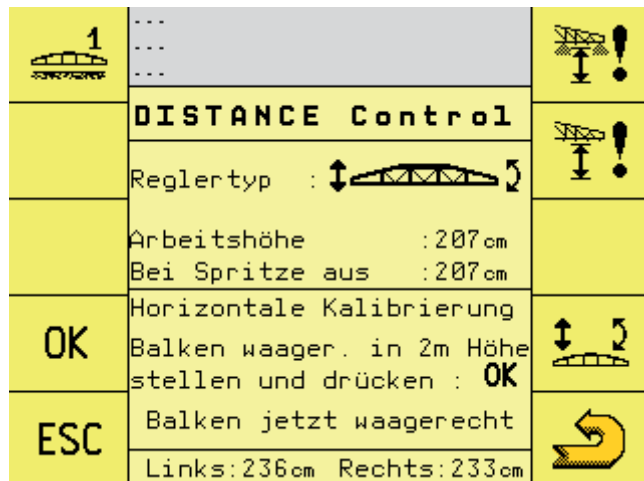 1
---
---
---
DISTANCE Control
Reglertyp :
Arbeitshöhe :207cm
Bei Spritze aus :207cm
Horizontale Kalibrierung
Balken waager. in 2m Höhe
stellen und drücken : OK
Balken jetzt waagerecht
Links:236cm Rechts:233cm
OK
ESC
!
!